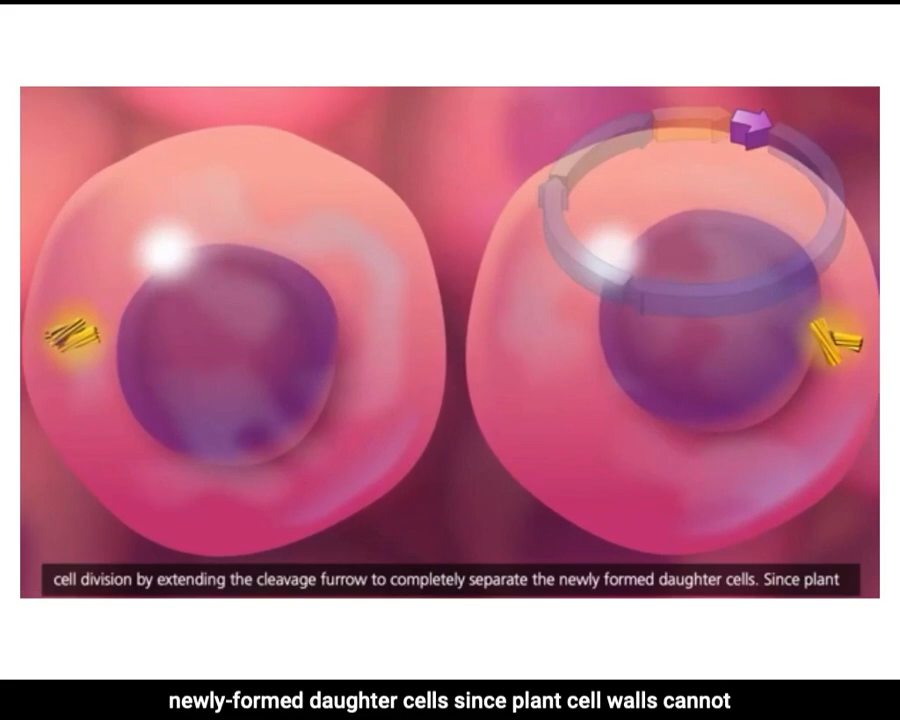 cell division by extending the cleavage furrow to completely separate the newly formed daughter cells. Since plant
newly-formed daughter cells since plant cell walls cannot